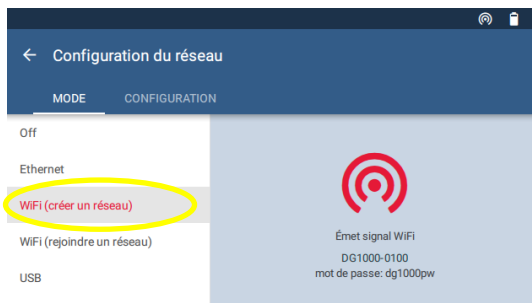 ← Configuration du réseau
MODE CONFIGURATION
Off
Ethernet
WiFi (créer un réseau)
WiFi (rejoindre un réseau)
USB
Émet signal WiFi
DG1000-0100
mot de passe: dg1000pw